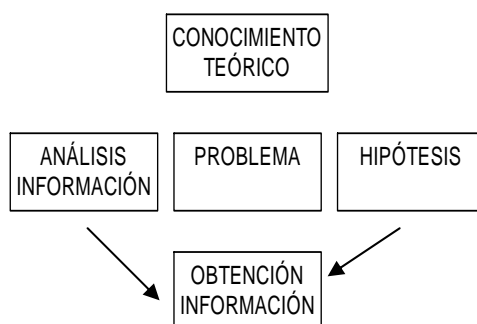 CONOCIMIENTO
TEÓRICO
ANÁLISIS
INFORMACIÓN
PROBLEMA
HIPÓTESIS
OBTENCIÓN
INFORMACIÓN